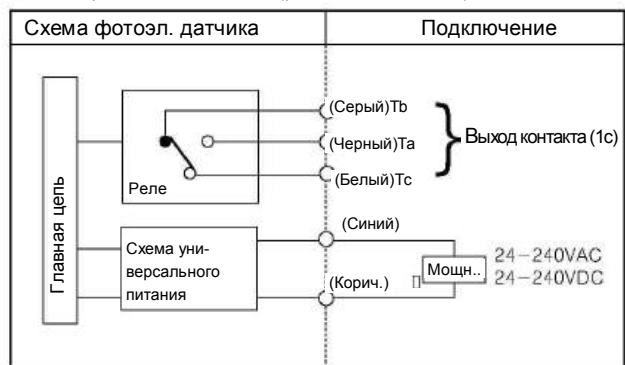 Схема фотоэл. датчика
Подключение
(Серый)Tb
(Черный)Ta
Выход контакта (1с)
(Белый)Tc
Реле
Главная цепь
(Синий)
Схема уни-
версального
питания
Мощн..
24-240VAC
24-240VDC
(Корич.)